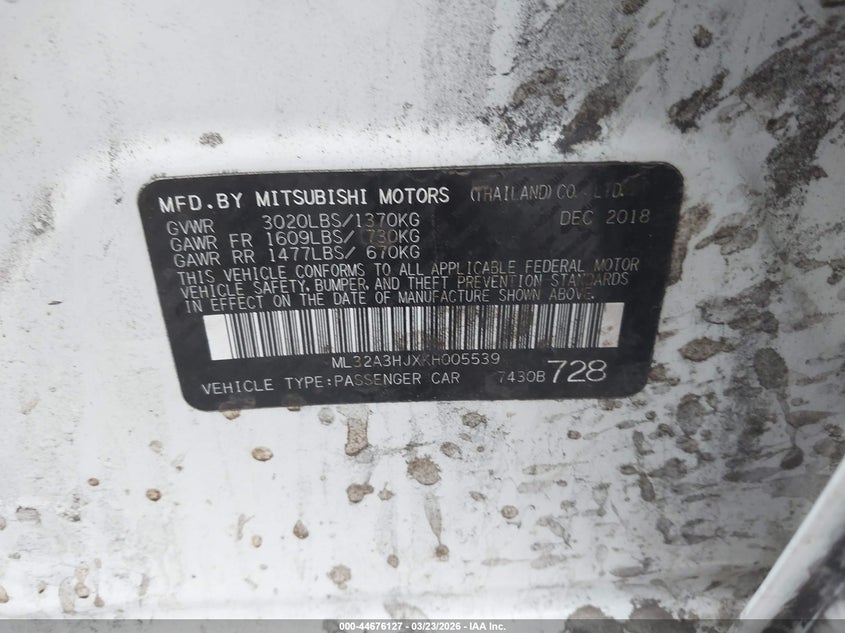 MFD.BY MITSUBISHI MOTORS (THAILAND) CO.,LTD.
GVWR 3020LBS/1370KG DEC 2018
GAWR FR 1609LBS/ 730KG
GAWR RR 1477LBS/ 670KG
THIS VEHICLE CONFORMS TO ALL APPLICABLE FEDERAL MOTOR
VEHICLE SAFETY, BUMPER, AND THEFT PREVENTION STANDARDS
IN EFFECT ON THE DATE OF MANUFACTURE SHOWN ABOVE.
ML32A3HJXKH005539
VEHICLE TYPE:PASSENGER CAR 7430B 728
000-44676127 - 03/23/2026 - IAA Inc.